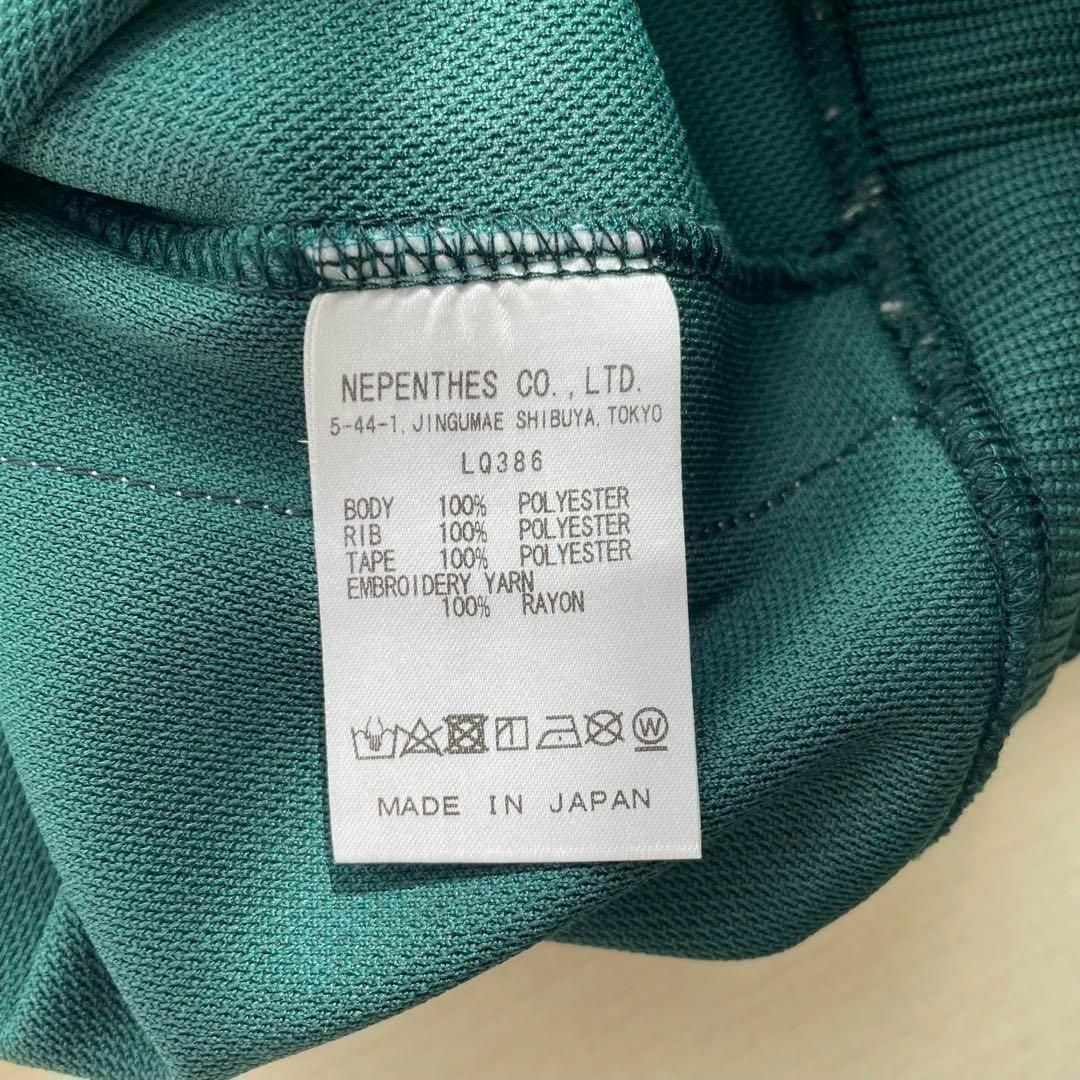 NEPENTHES CO., LTD.
5-44-1, JINGUMAE SHIBUYA, TOKYO
LQ386
BODY 100% POLYESTER
RIB 100% POLYESTER
TAPE 100% POLYESTER
EMBROIDERY YARN
100% RAYON
W
MADE IN JAPAN